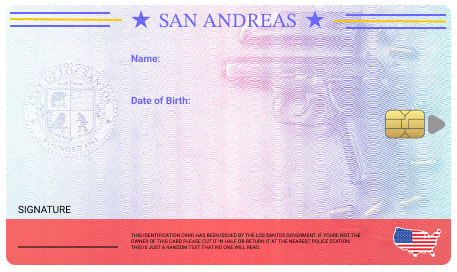 ★ SAN ANDREAS ★
Name:
Date of Birth:
CITY OF LOS SANTOS
FOUNDED 1781
SIGNATURE
THIS IDENTIFICATION CARD HAS BEEN ISSUED BY THE LOS SANTOS GOVERMENT. IF YOU'RE NOT THE
OWNER OF THIS CARD PLEASE CUT IT IN HALF OR RETURN IT AT THE NEAREST POLICE STATION.
THIS IS JUST A RANDOM TEXT THAT NO ONE WILL READ.